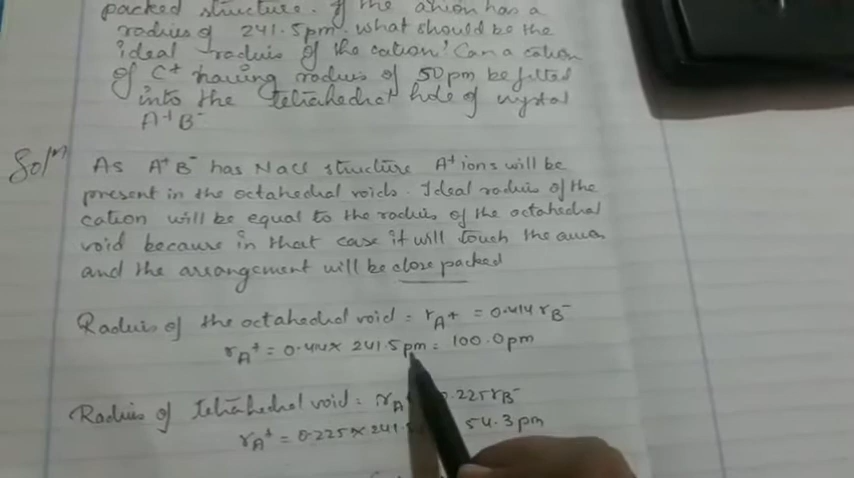 packed structure. If the anion has a
radius of 241.5pm. what should be the
ideal radius of the cation? Can a cation
of C+ having radius of 50pm be fitted
into the tetrahedral hole of crystal
A+B-
Soln
As A+B- has NaCl structure A+ ions will be
present in the octahedral voids. Ideal radius of the
cation will be equal to the radius of the octahedral
void because in that case it will touch the
and the arrangement will be close packed
Radius of the octahedral void = rA+ = 0.414 rB-
rA+ = 0.414 x 241.5pm = 100.0pm
Radius of tetrahedral void = rA+ 0.225rB-
rA+ = 0.225 x 241. 54.3pm